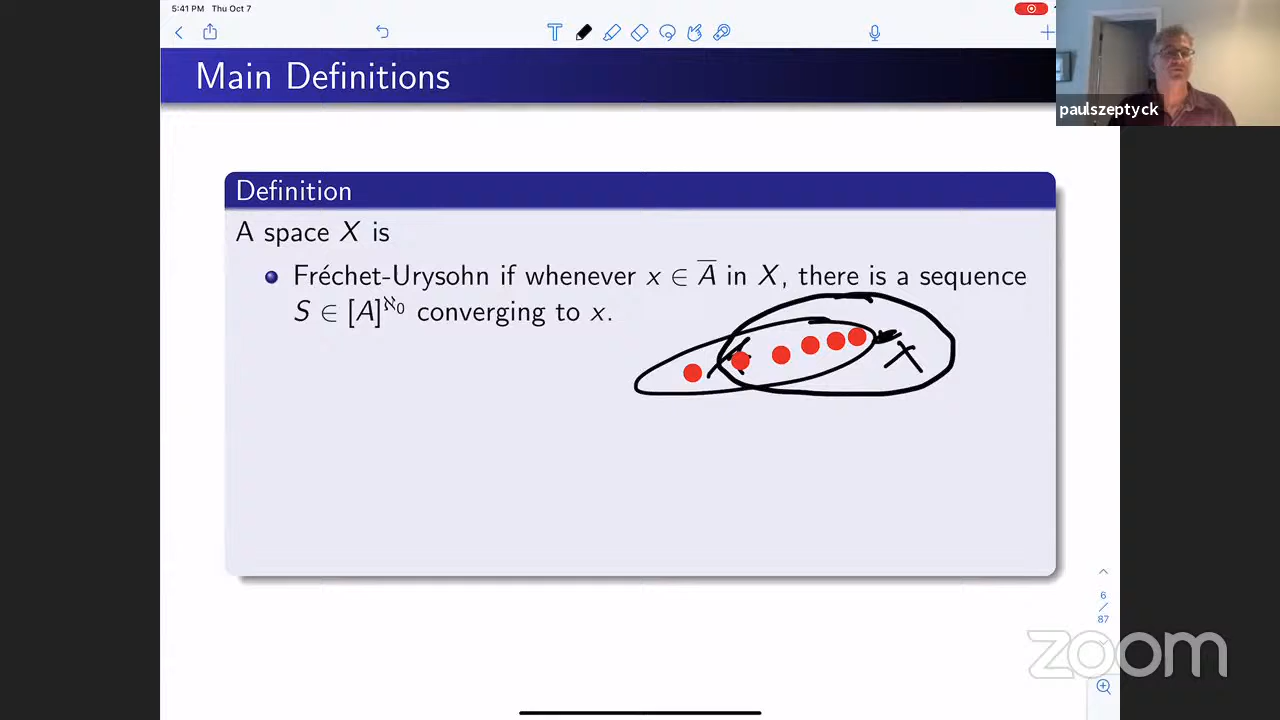 5:41 PM Thu Oct 7
T
Main Definitions
paulszeptyck
Definition
A space X is
Fréchet-Urysohn if whenever x ∈ A̅ in X, there is a sequence
S ∈ [A]^ℵ₀ converging to x.
X
6
/
87
zoom